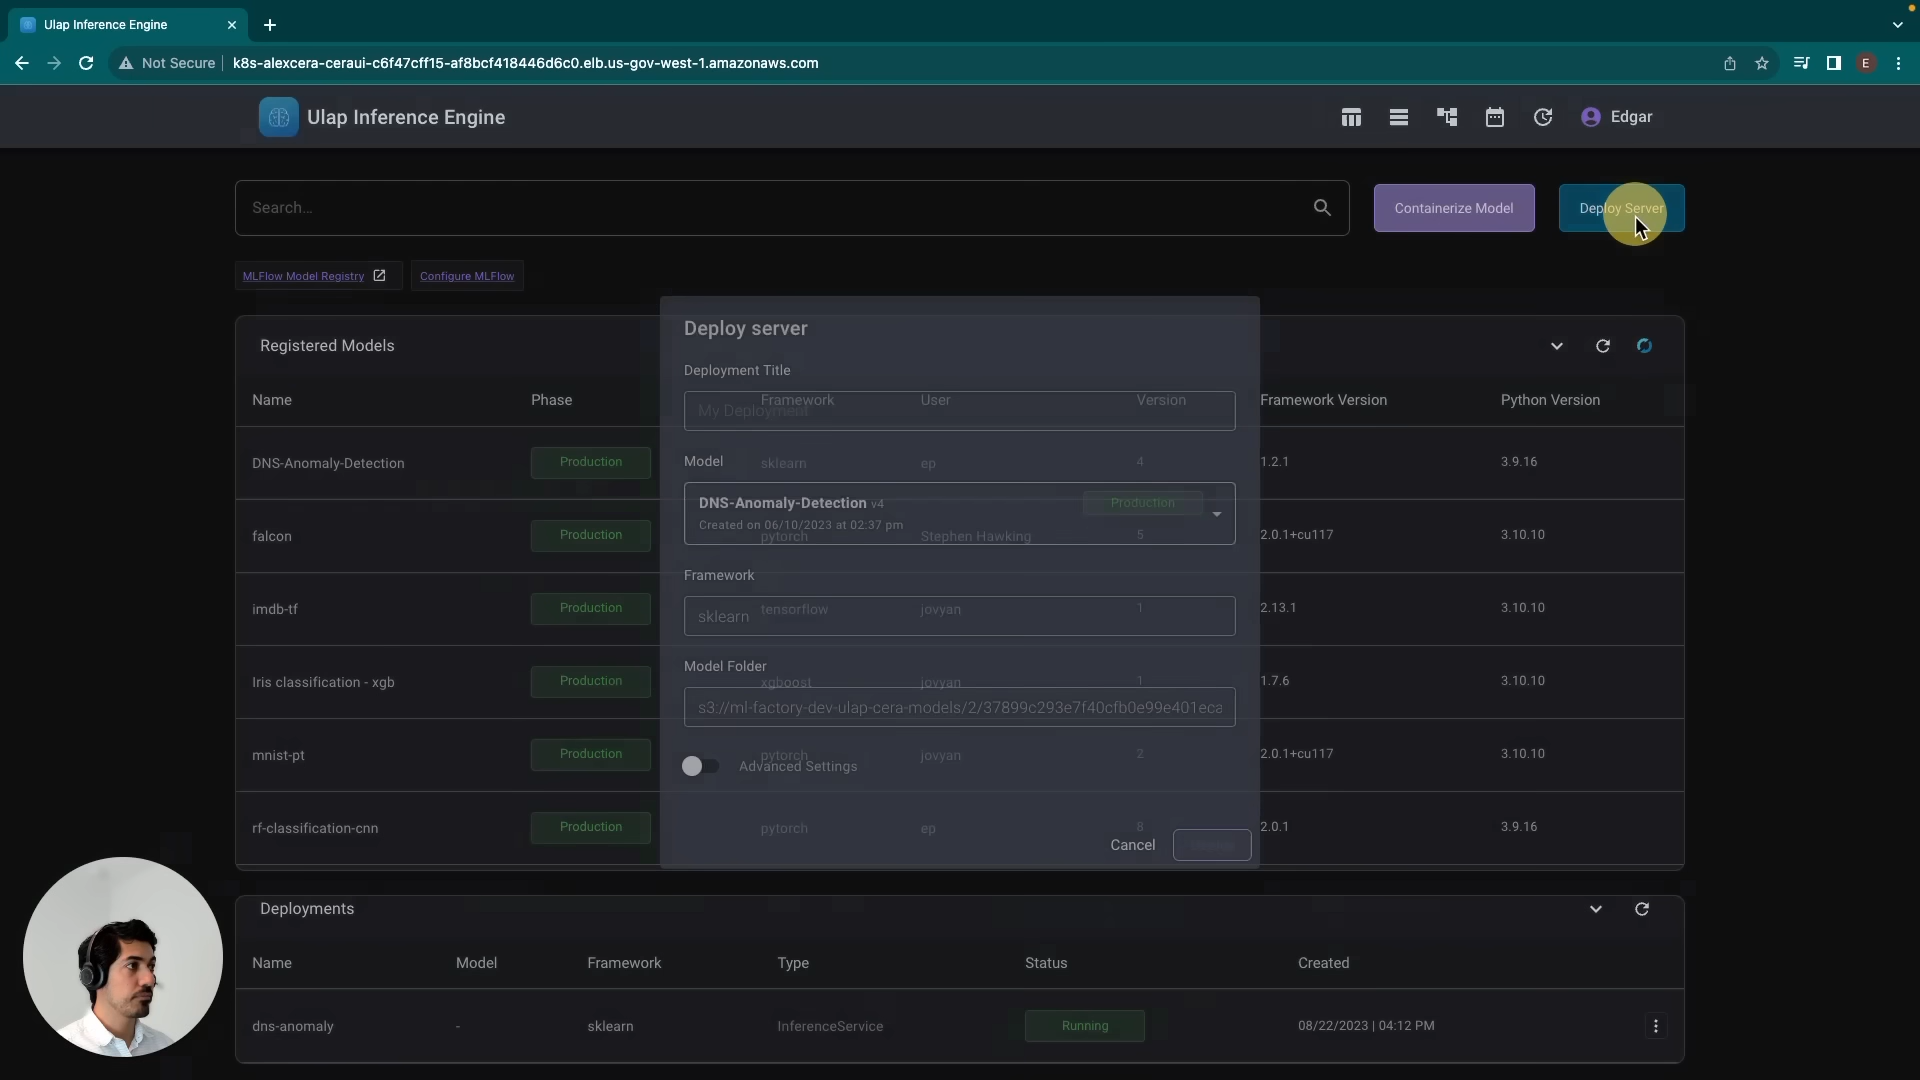 Ulap Inference Engine
Not Secure
k8s-alexcera-ceraui-c6f47cff15-af8bcf418446d6c0.elb.us-gov-west-1.amazonaws.com
E
Ulap Inference Engine
Edgar
Search...
Containerize Model
Deploy Server
MLFlow Model Registry
Configure MLFlow
Registered Models
Name Phase Framework User Version Framework Version Python Version
DNS-Anomaly-Detection Production sklearn ep 4 1.2.1 3.9.16
falcon Production pytorch Stephen Hawking 5 2.0.1+cu117 3.10.10
imdb-tf Production tensorflow jovyan 1 2.13.1 3.10.10
Iris classification - xgb Production xgboost jovyan 1 1.7.6 3.10.10
mnist-pt Production pytorch jovyan 2 2.0.1+cu117 3.10.10
rf-classification-cnn Production pytorch ep 8 2.0.1 3.9.16
Deploy server
Deployment Title
My Deployment
Model
DNS-Anomaly-Detection v4 Production
Created on 06/10/2023 at 02:37 pm
Framework
sklearn
Model Folder
s3://ml-factory-dev-ulap-cera-models/2/37899c293e7f40cfb0e99e401eca
Advanced Settings
Cancel
Deployments
Name Model Framework Type Status Created
dns-anomaly - sklearn InferenceService Running 08/22/2023 | 04:12 PM